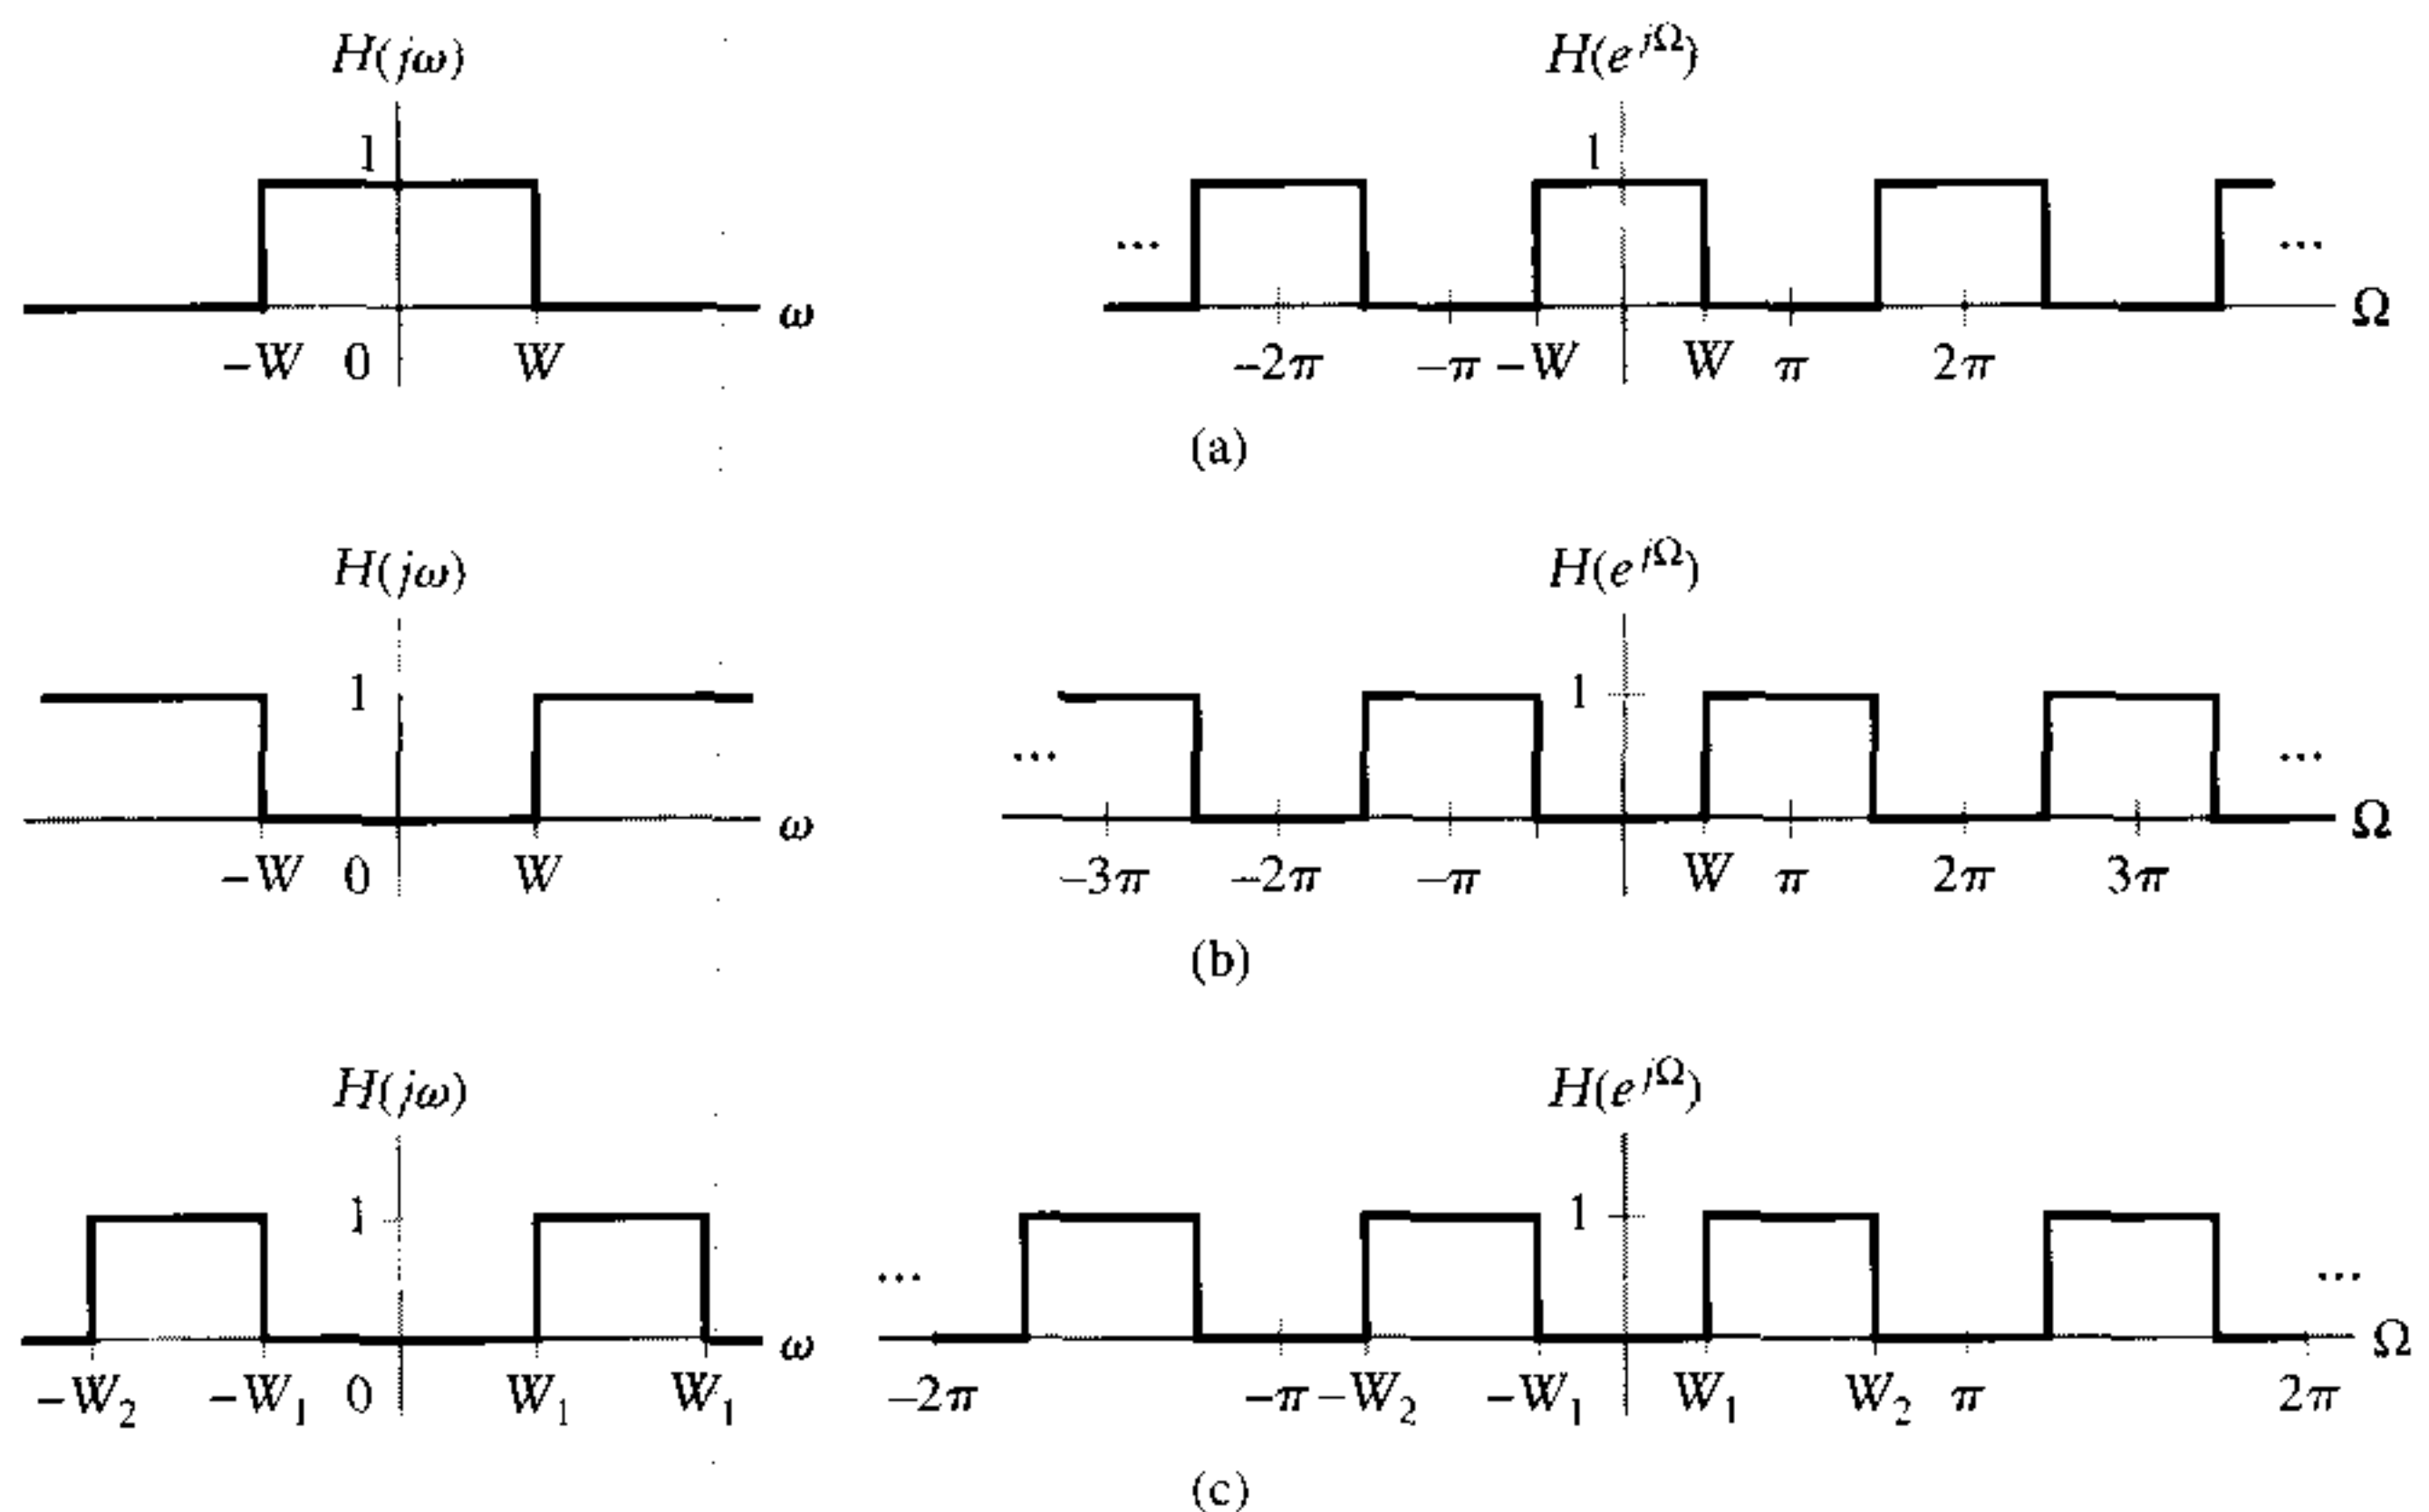 H(jω) H(e^{jΩ})
1 1
... ...
ω Ω
−W 0 W −2π −π −W W π 2π
(a)
H(jω) H(e^{jΩ})
1 1
... ...
ω Ω
−W 0 W −3π −2π −π W π 2π 3π
(b)
H(jω) H(e^{jΩ})
1 1
... ...
ω Ω
−W₂ −W₁ 0 W₁ W₁ −2π −π −W₂ −W₁ W₁ W₂ π 2π
(c)